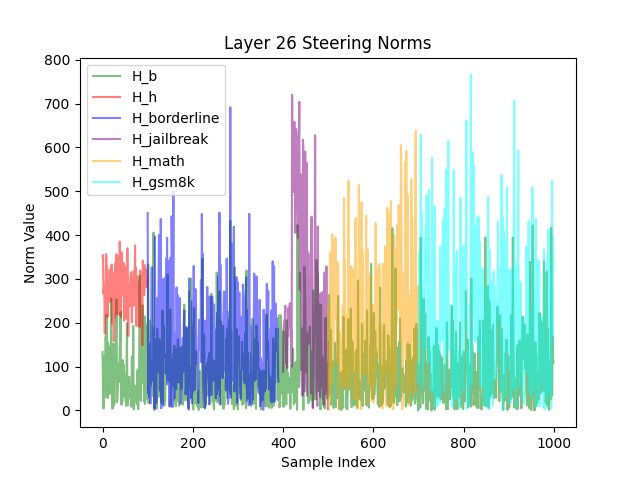 Layer 26 Steering Norms
800
700
600
500
400
300
200
100
0
Norm Value
H_b
H_h
H_borderline
H_jailbreak
H_math
H_gsm8k
0
200
400
600
800
1000
Sample Index